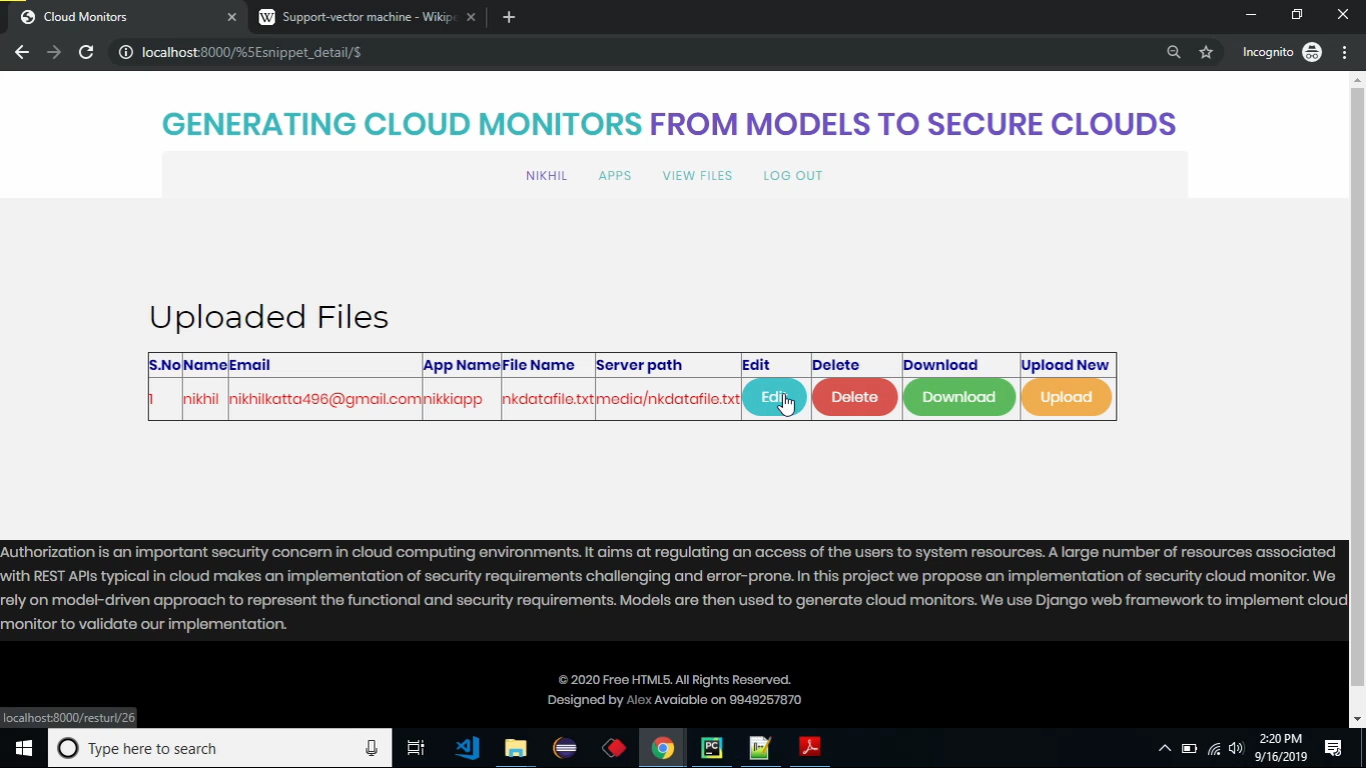 Cloud Monitors
Support-vector machine - Wikipe
localhost:8000/%5Esnippet_detail/$
Incognito
GENERATING CLOUD MONITORS FROM MODELS TO SECURE CLOUDS
NIKHIL APPS VIEW FILES LOG OUT
Uploaded Files
S.No Name Email App Name File Name Server path Edit Delete Download Upload New
1 nikhil nikhilkatta496@gmail.com nikkiapp nkdatafile.txt media/nkdatafile.txt Edit Delete Download Upload
Authorization is an important security concern in cloud computing environments. It aims at regulating an access of the users to system resources. A large number of resources associated
with REST APIs typical in cloud makes an implementation of security requirements challenging and error-prone. In this project we propose an implementation of security cloud monitor. We
rely on model-driven approach to represent the functional and security requirements. Models are then used to generate cloud monitors. We use Django web framework to implement cloud
monitor to validate our implementation.
© 2020 Free HTML5. All Rights Reserved.
Designed by Alex Avaiable on 9949257870
localhost:8000/resturl/26
Type here to search
2:20 PM
9/16/2019